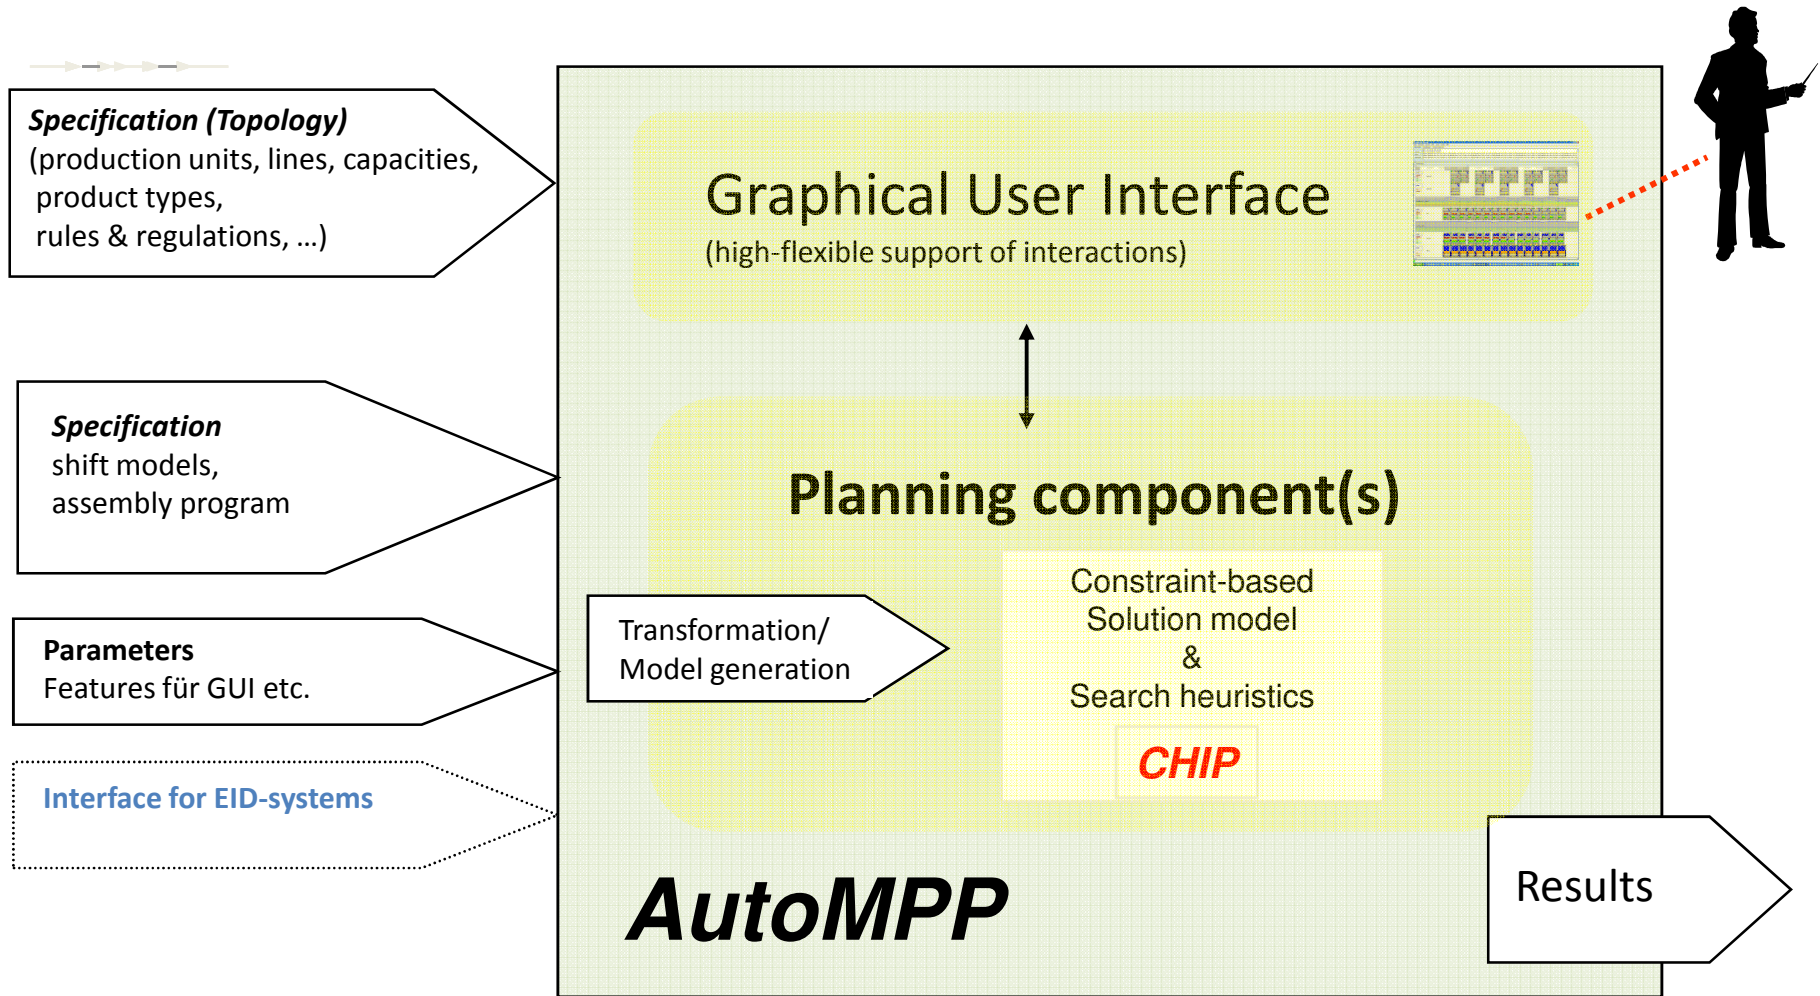 Specification (Topology)
(production units, lines, capacities,
product types,
rules & regulations, ...)
Graphical User Interface
(high-flexible support of interactions)
Specification
shift models,
assembly program
Planning component(s)
Constraint-based
Solution model
&
Search heuristics
CHIP
Transformation/
Model generation
Parameters
Features für GUI etc.
Interface for EID-systems
AutoMPP
Results